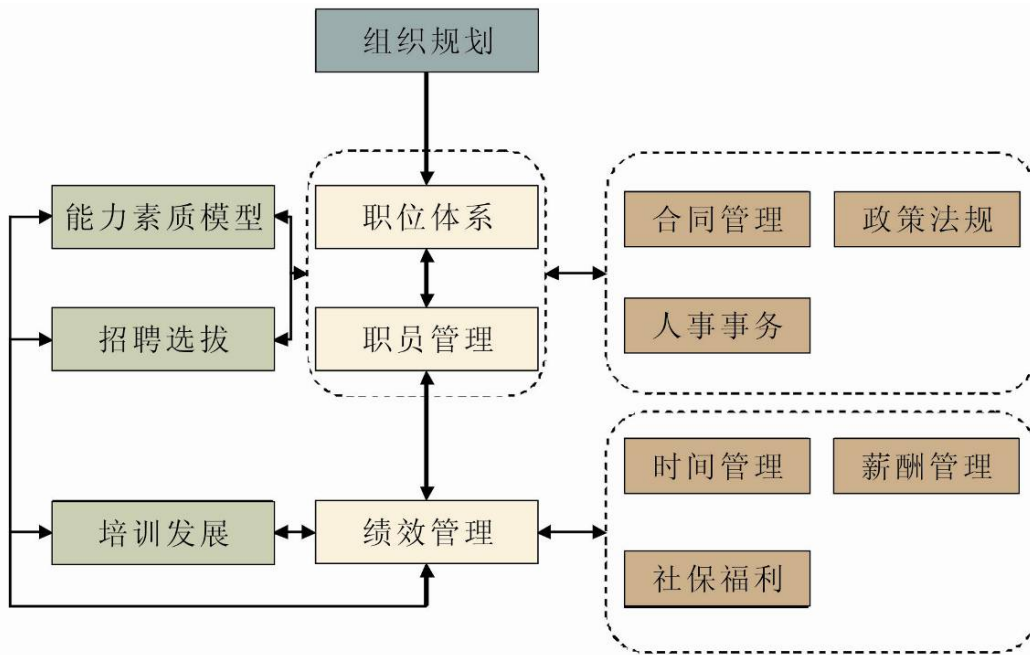 组织规划
能力素质模型
职位体系
合同管理
政策法规
招聘选拔
职员管理
人事事务
时间管理
薪酬管理
培训发展
绩效管理
社保福利